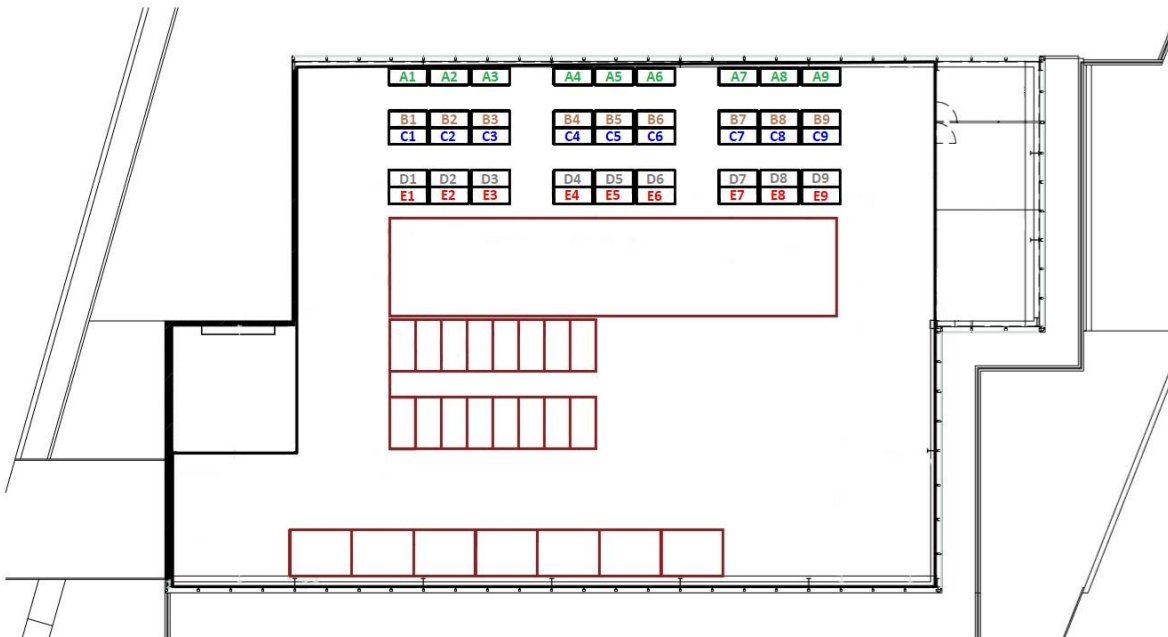 A1 A2 A3 A4 A5 A6 A7 A8 A9
B1 B2 B3 B4 B5 B6 B7 B8 B9
C1 C2 C3 C4 C5 C6 C7 C8 C9
D1 D2 D3 D4 D5 D6 D7 D8 D9
E1 E2 E3 E4 E5 E6 E7 E8 E9